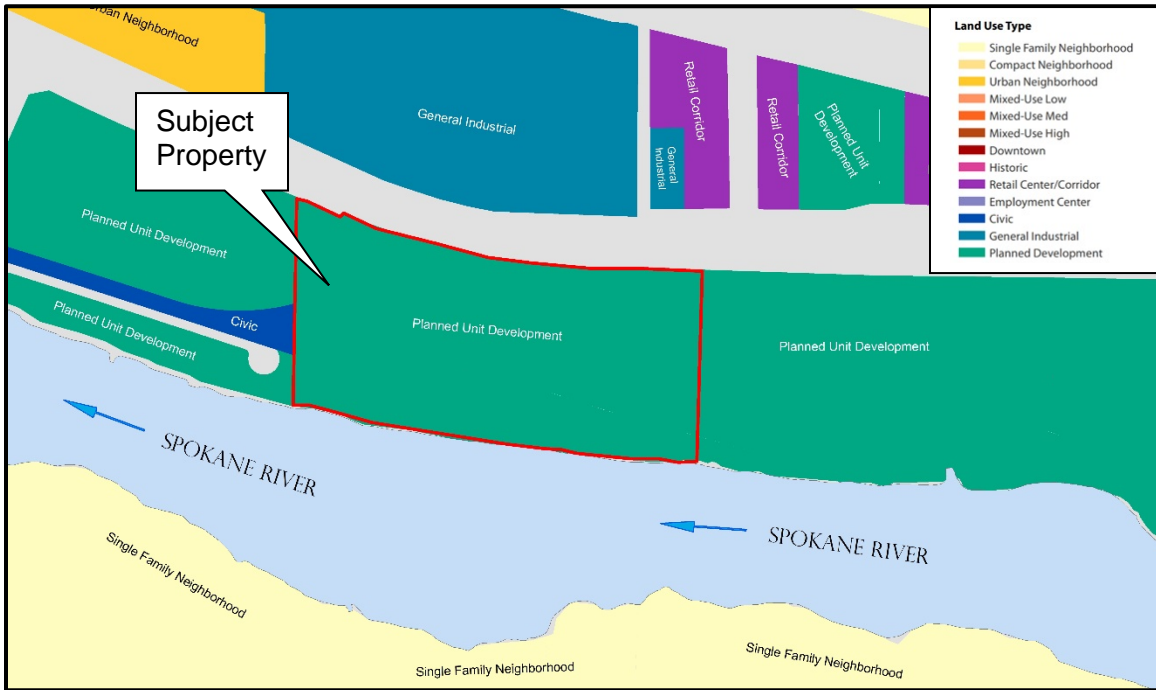 Urban Neighborhood
General Industrial
Retail Corridor
General
Industrial
Retail Corridor
Planned Unit
Development
Land Use Type
Single Family Neighborhood
Compact Neighborhood
Urban Neighborhood
Mixed-Use Low
Mixed-Use Med
Mixed-Use High
Downtown
Historic
Retail Center/Corridor
Employment Center
Civic
General Industrial
Planned Development
Subject
Property
Planned Unit Development
Civic
Planned Unit Development
Planned Unit Development
Planned Unit Development
SPOKANE RIVER
SPOKANE RIVER
Single Family Neighborhood
Single Family Neighborhood
Single Family Neighborhood